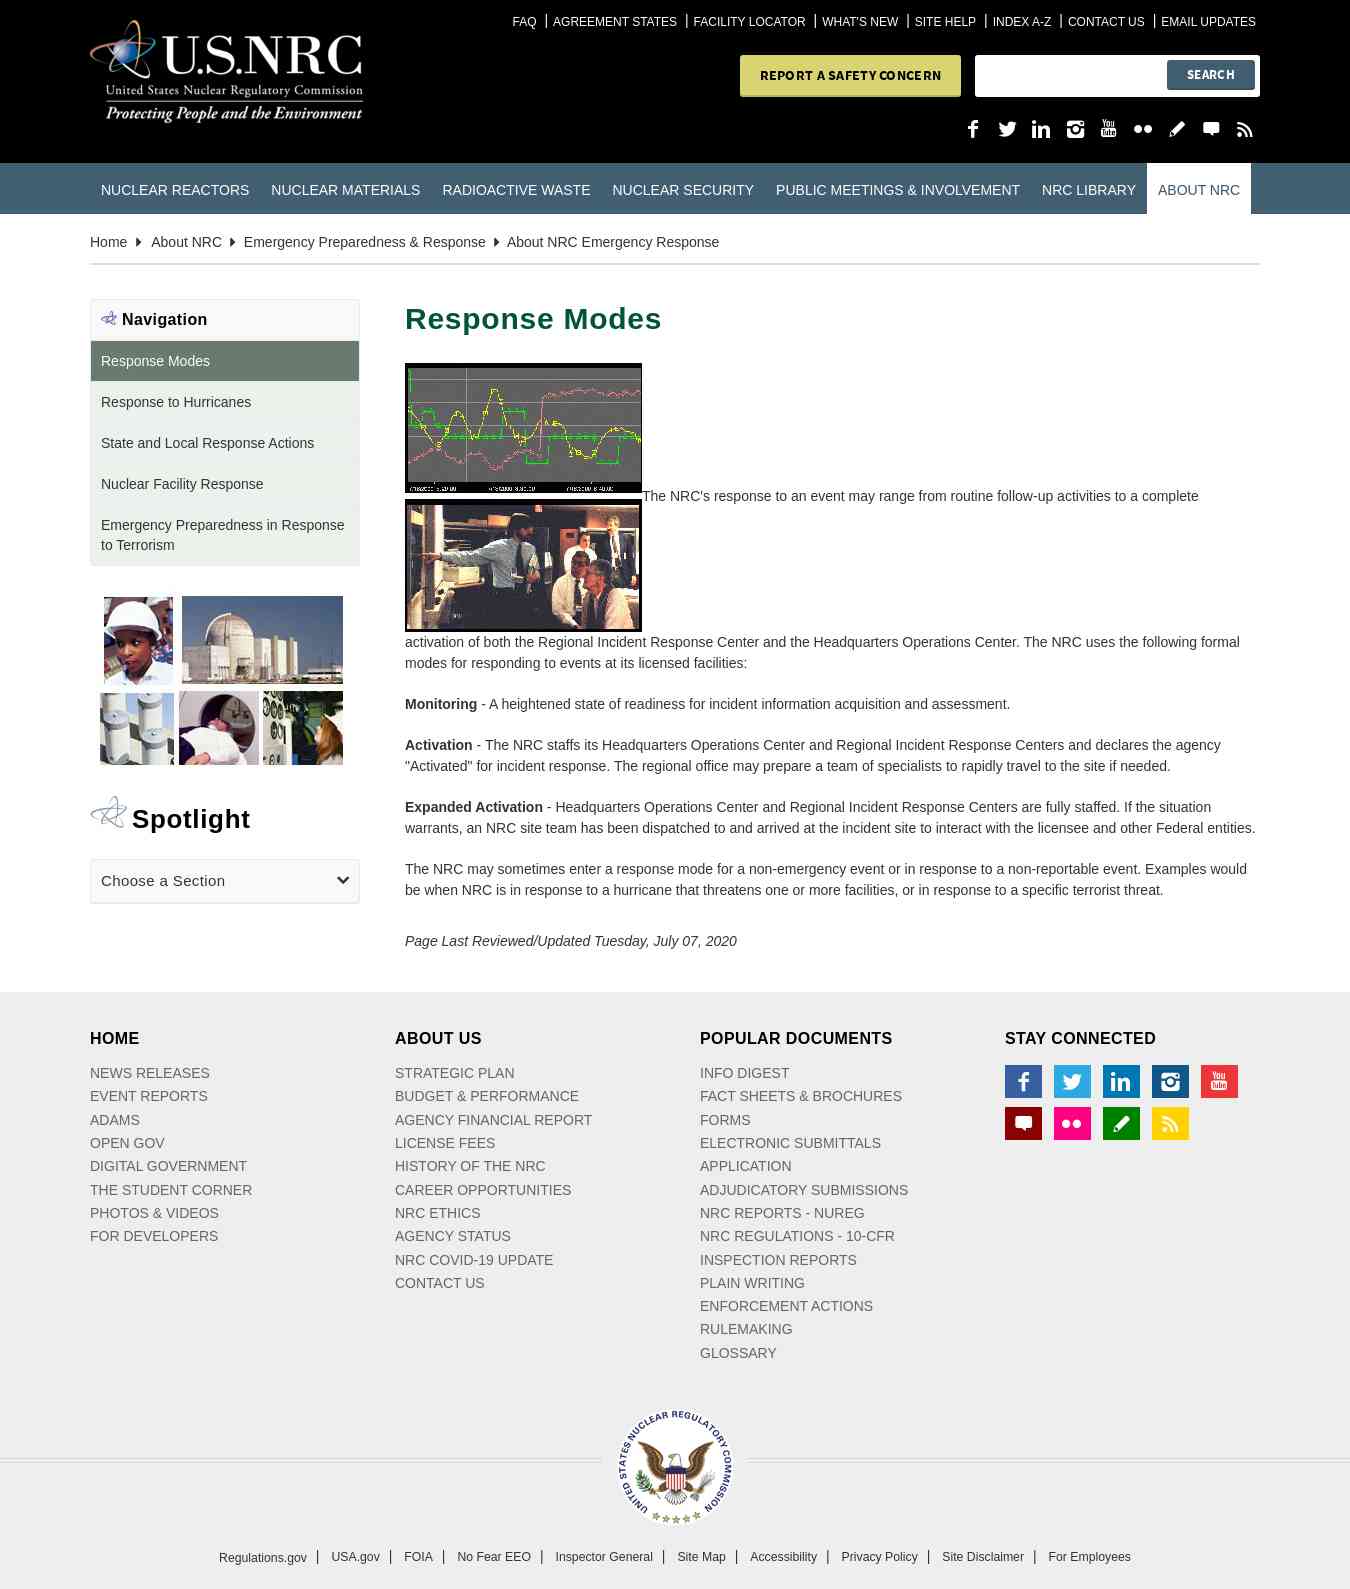 FAQ | AGREEMENT STATES | FACILITY LOCATOR | WHAT'S NEW | SITE HELP | INDEX A-Z | CONTACT US | EMAIL UPDATES
U.S.NRC
United States Nuclear Regulatory Commission
Protecting People and the Environment
REPORT A SAFETY CONCERN
SEARCH
NUCLEAR REACTORS NUCLEAR MATERIALS RADIOACTIVE WASTE NUCLEAR SECURITY PUBLIC MEETINGS & INVOLVEMENT NRC LIBRARY ABOUT NRC
Home About NRC Emergency Preparedness & Response About NRC Emergency Response
Navigation
Response Modes
Response to Hurricanes
State and Local Response Actions
Nuclear Facility Response
Emergency Preparedness in Response
to Terrorism
Spotlight
Choose a Section
Response Modes
The NRC's response to an event may range from routine follow-up activities to a complete
activation of both the Regional Incident Response Center and the Headquarters Operations Center. The NRC uses the following formal
modes for responding to events at its licensed facilities:
Monitoring - A heightened state of readiness for incident information acquisition and assessment.
Activation - The NRC staffs its Headquarters Operations Center and Regional Incident Response Centers and declares the agency
"Activated" for incident response. The regional office may prepare a team of specialists to rapidly travel to the site if needed.
Expanded Activation - Headquarters Operations Center and Regional Incident Response Centers are fully staffed. If the situation
warrants, an NRC site team has been dispatched to and arrived at the incident site to interact with the licensee and other Federal entities.
The NRC may sometimes enter a response mode for a non-emergency event or in response to a non-reportable event. Examples would
be when NRC is in response to a hurricane that threatens one or more facilities, or in response to a specific terrorist threat.
Page Last Reviewed/Updated Tuesday, July 07, 2020
HOME
NEWS RELEASES
EVENT REPORTS
ADAMS
OPEN GOV
DIGITAL GOVERNMENT
THE STUDENT CORNER
PHOTOS & VIDEOS
FOR DEVELOPERS
ABOUT US
STRATEGIC PLAN
BUDGET & PERFORMANCE
AGENCY FINANCIAL REPORT
LICENSE FEES
HISTORY OF THE NRC
CAREER OPPORTUNITIES
NRC ETHICS
AGENCY STATUS
NRC COVID-19 UPDATE
CONTACT US
POPULAR DOCUMENTS
INFO DIGEST
FACT SHEETS & BROCHURES
FORMS
ELECTRONIC SUBMITTALS
APPLICATION
ADJUDICATORY SUBMISSIONS
NRC REPORTS - NUREG
NRC REGULATIONS - 10-CFR
INSPECTION REPORTS
PLAIN WRITING
ENFORCEMENT ACTIONS
RULEMAKING
GLOSSARY
STAY CONNECTED
UNITED STATES NUCLEAR REGULATORY COMMISSION
Regulations.gov | USA.gov | FOIA | No Fear EEO | Inspector General | Site Map | Accessibility | Privacy Policy | Site Disclaimer | For Employees